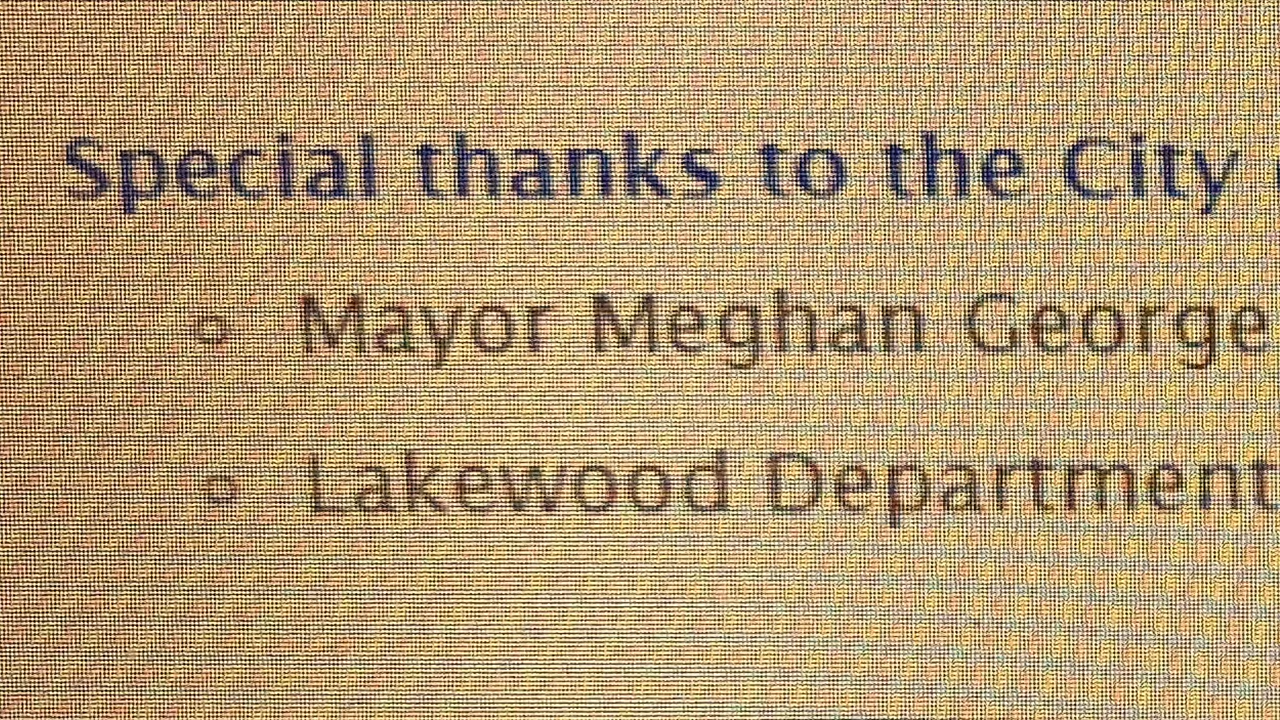 Special thanks to the City
Mayor Meghan George
Lakewood Department